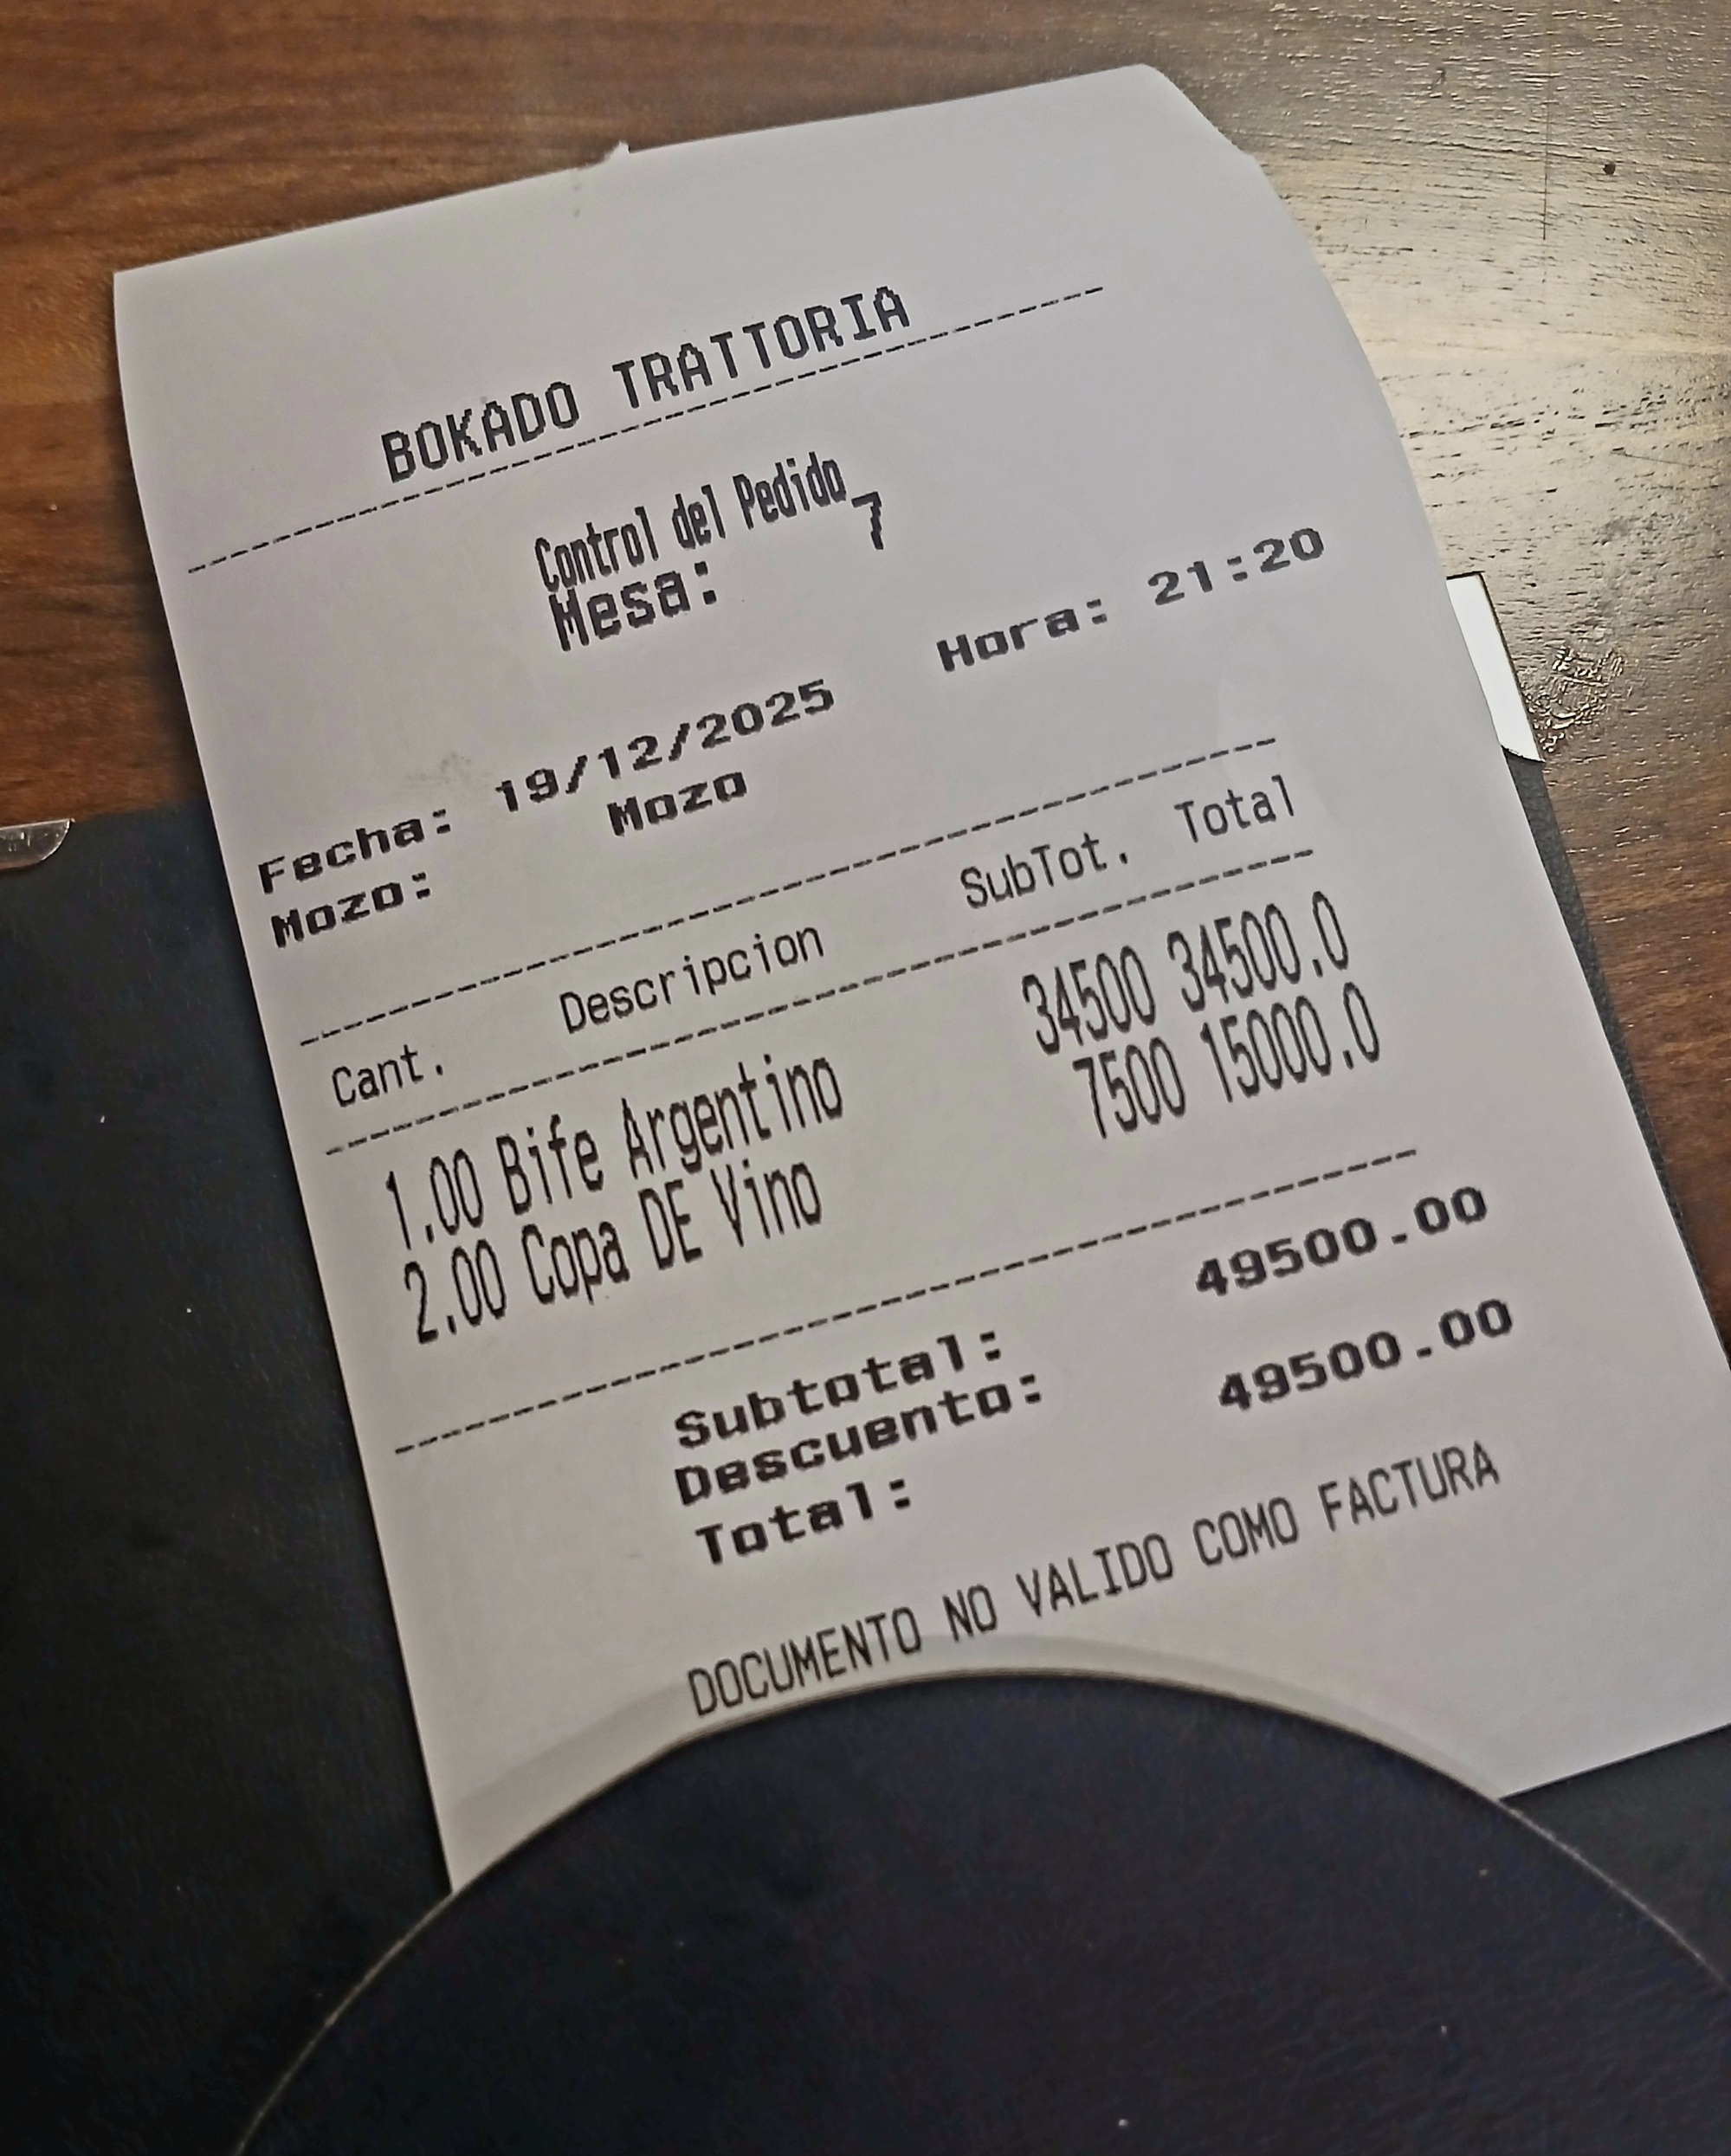 BOKADO TRATTORIA
Control del Pedido
Mesa: 7
Fecha: 19/12/2025 Hora: 21:20
Mozo: Mozo
Cant. Descripcion SubTot. Total
1.00 Bife Argentino 34500 34500.0
2.00 Copa DE Vino 7500 15000.0
Subtotal: 49500.00
Descuento:
Total: 49500.00
DOCUMENTO NO VALIDO COMO FACTURA